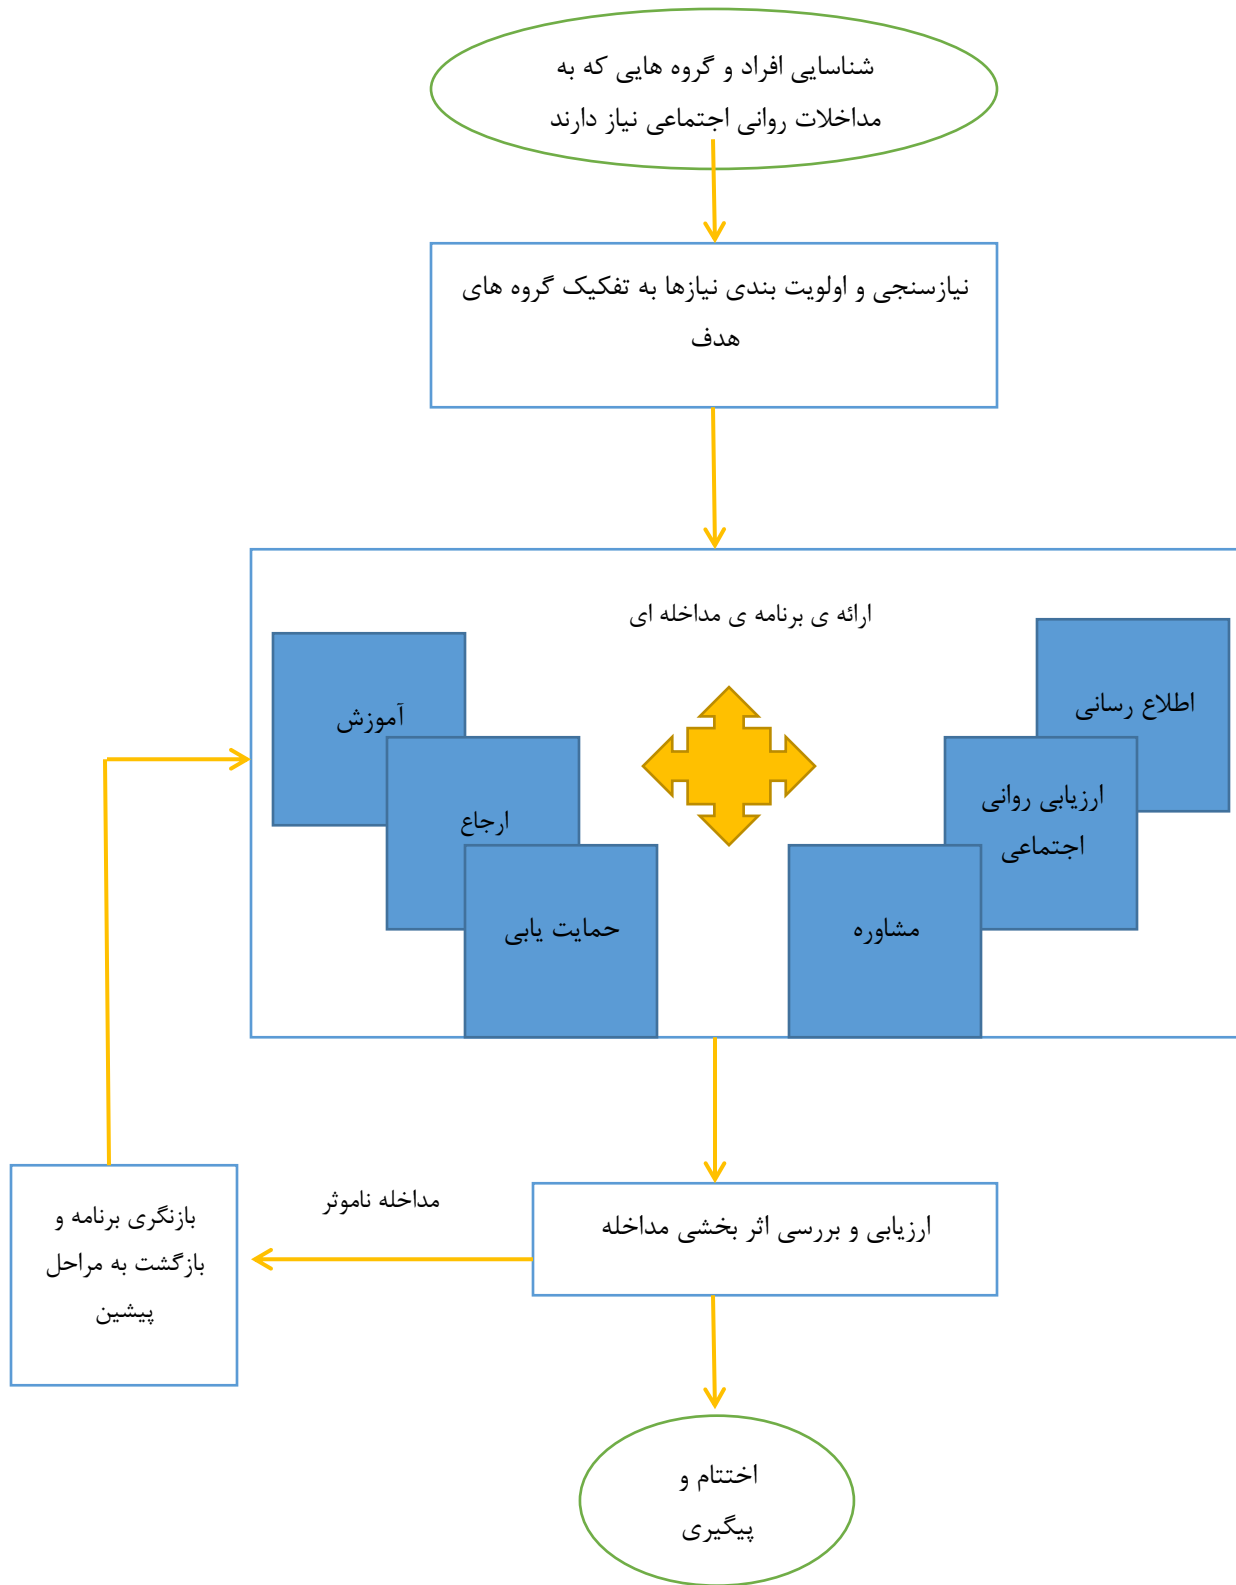 شناسایی افراد و گروه هایی که به
مداخلات روانی اجتماعی نیاز دارند
نیازسنجی و اولویت بندی نیازها به تفکیک گروه های
هدف
ارائه ی برنامه ی مداخله ای
اطلاع رسانی
ارزیابی روانی
اجتماعی
مشاوره
آموزش
ارجاع
حمایت یابی
ارزیابی و بررسی اثر بخشی مداخله
مداخله ناموثر
بازنگری برنامه و
بازگشت به مراحل
پیشین
اختتام و
پیگیری